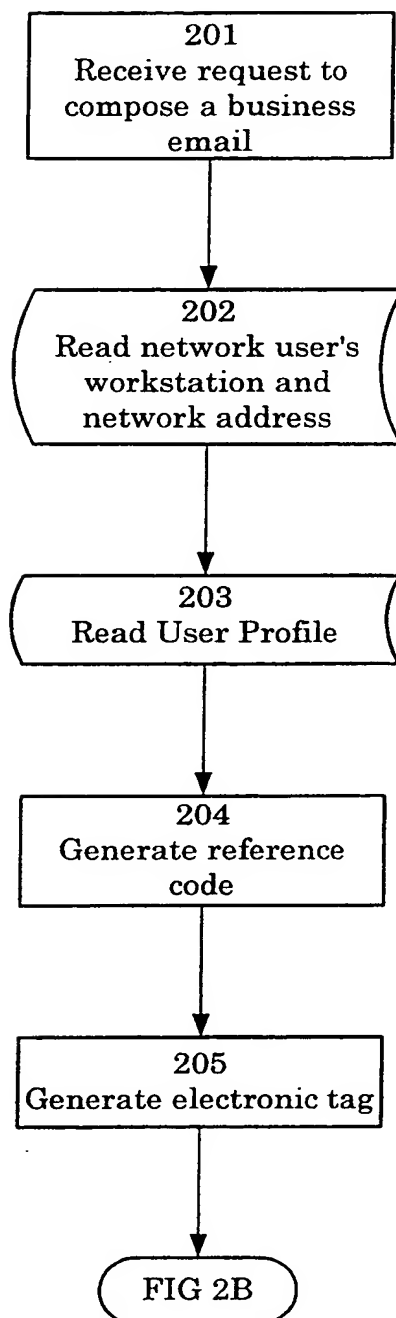 201
Receive request to
compose a business
email
202
Read network user's
workstation and
network address
203
Read User Profile
204
Generate reference
code
205
Generate electronic tag
FIG 2B